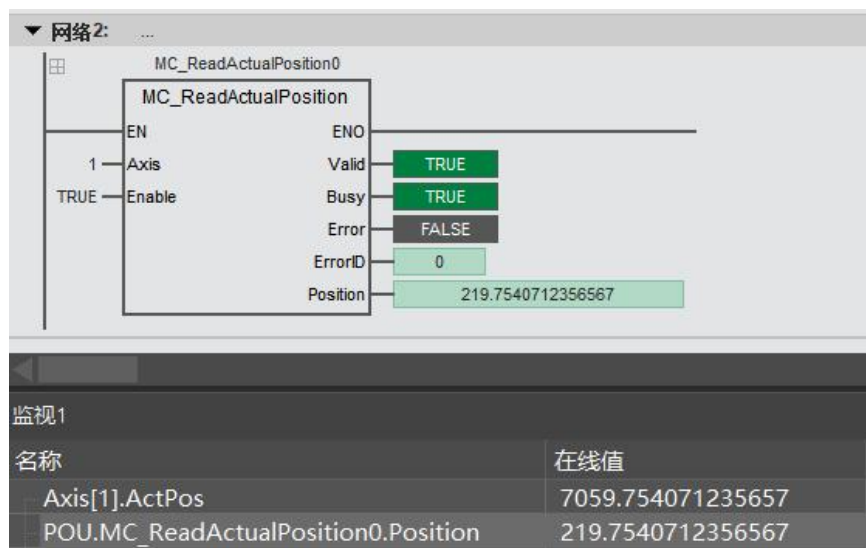 网络2: ...
MC_ReadActualPosition0
MC_ReadActualPosition
EN ENO
1 Axis Valid TRUE
TRUE Enable Busy TRUE
Error FALSE
ErrorID 0
Position 219.7540712356567
监视1
名称 在线值
Axis[1].ActPos 7059.754071235657
POU.MC_ReadActualPosition0.Position 219.7540712356567